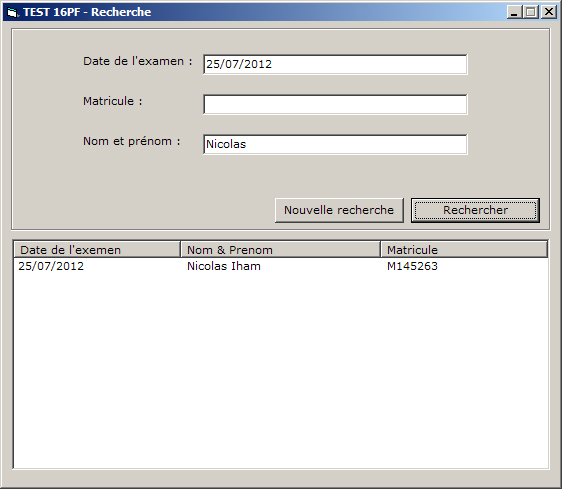 TEST 16PF - Recherche
Date de l'examen : 25/07/2012
Matricule :
Nom et prénom : Nicolas
Nouvelle recherche Rechercher
Date de l'exemen Nom & Prenom Matricule
25/07/2012 Nicolas Iham M145263